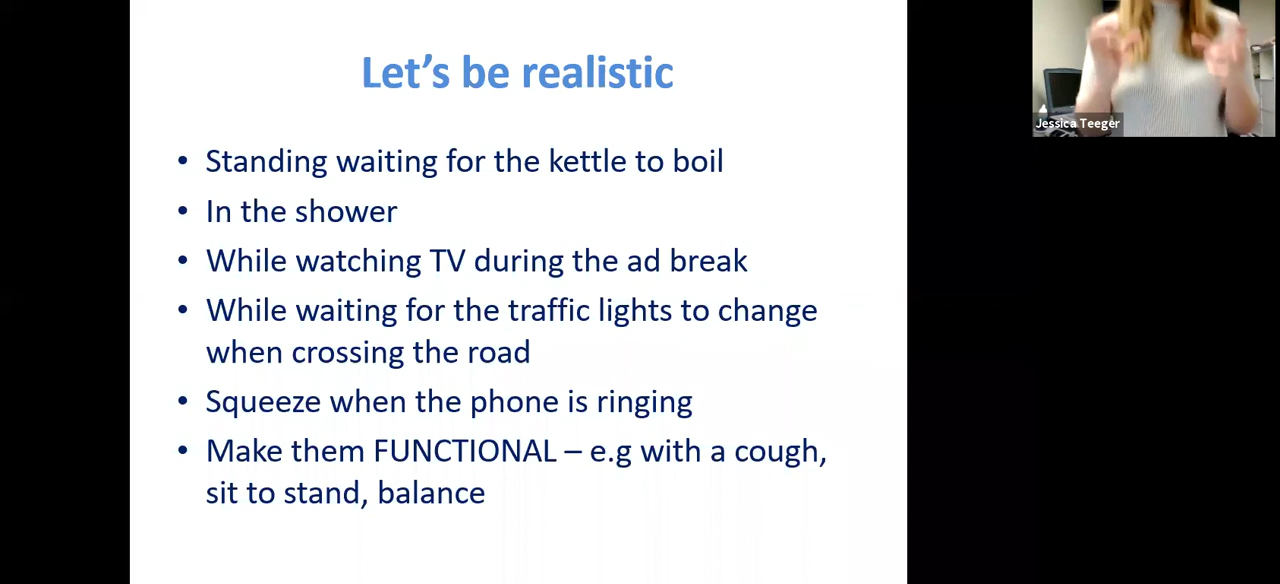 Let's be realistic
• Standing waiting for the kettle to boil
• In the shower
• While watching TV during the ad break
• While waiting for the traffic lights to change
when crossing the road
• Squeeze when the phone is ringing
• Make them FUNCTIONAL – e.g with a cough,
sit to stand, balance
Jessica Teeger